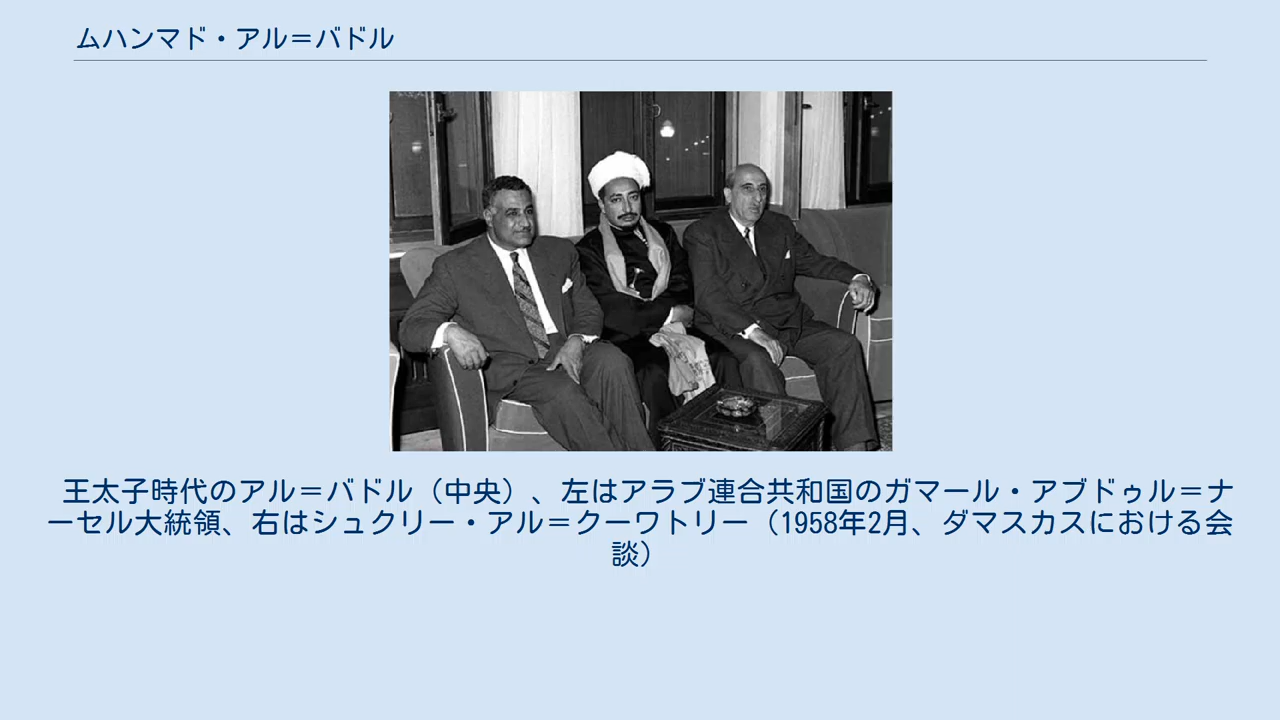 ムハンマド・アル＝バドル
王太子時代のアル＝バドル（中央）、左はアラブ連合共和国のガマール・アブドゥル＝ナ
ーセル大統領、右はシュクリー・アル＝クーワトリー（1958年2月、ダマスカスにおける会
談）